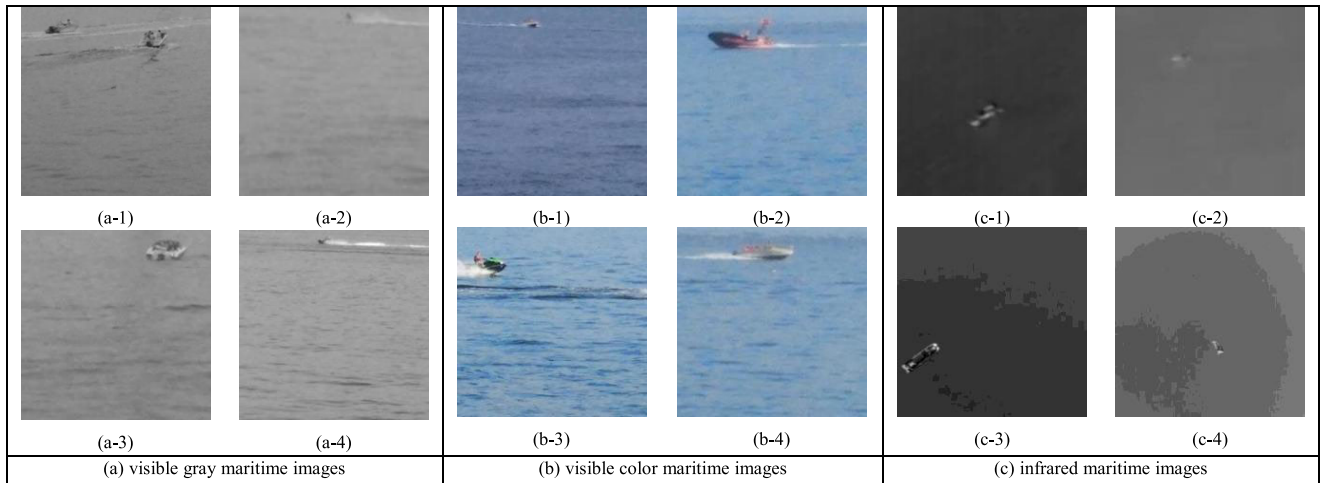 (a-1) (a-2) (b-1) (b-2) (c-1) (c-2)
(a-3) (a-4) (b-3) (b-4) (c-3) (c-4)
(a) visible gray maritime images (b) visible color maritime images (c) infrared maritime images